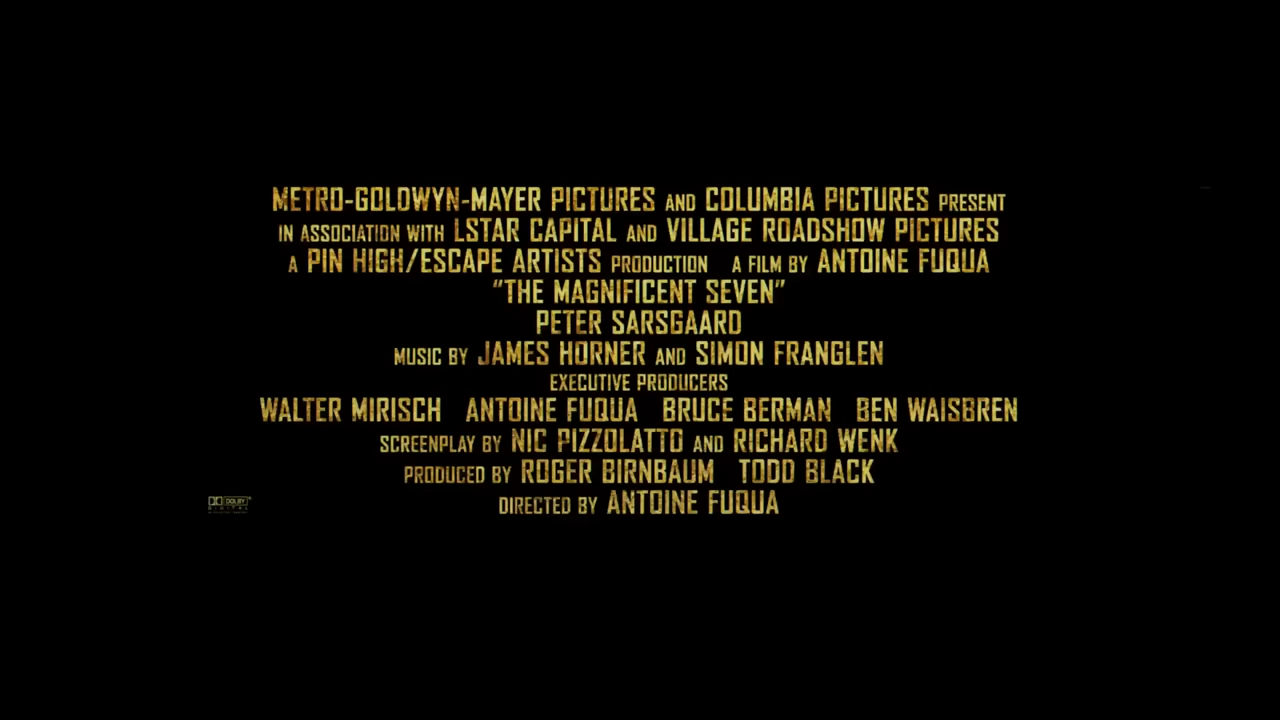 METRO-GOLDWYN-MAYER PICTURES AND COLUMBIA PICTURES PRESENT
IN ASSOCIATION WITH LSTAR CAPITAL AND VILLAGE ROADSHOW PICTURES
A PIN HIGH/ESCAPE ARTISTS PRODUCTION A FILM BY ANTOINE FUQUA
“THE MAGNIFICENT SEVEN”
PETER SARSGAARD
MUSIC BY JAMES HORNER AND SIMON FRANGLEN
EXECUTIVE PRODUCERS
WALTER MIRISCH ANTOINE FUQUA BRUCE BERMAN BEN WAISBREN
SCREENPLAY BY NIC PIZZOLATTO AND RICHARD WENK
PRODUCED BY ROGER BIRNBAUM TODD BLACK
DIRECTED BY ANTOINE FUQUA
DOLBY
DIGITAL